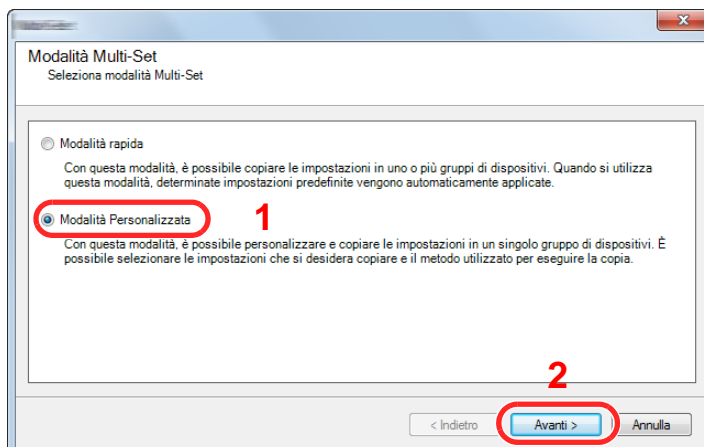 Modalità Multi-Set
Seleziona modalità Multi-Set
Modalità rapida
Con questa modalità, è possibile copiare le impostazioni in uno o più gruppi di dispositivi. Quando si utilizza
questa modalità, determinate impostazioni predefinite vengono automaticamente applicate.
Modalità Personalizzata 1
Con questa modalità, è possibile personalizzare e copiare le impostazioni in un singolo gruppo di dispositivi. È
possibile selezionare le impostazioni che si desidera copiare e il metodo utilizzato per eseguire la copia.
2
< Indietro Avanti > Annulla